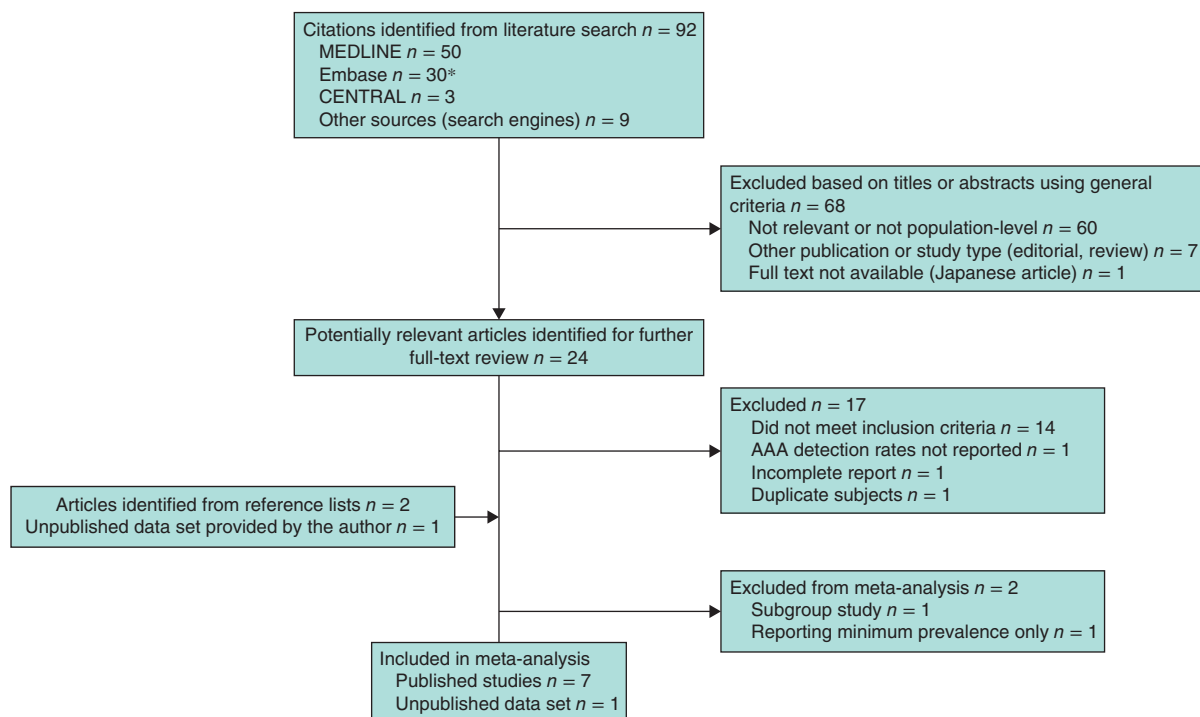 Citations identified from literature search n = 92
MEDLINE n = 50
Embase n = 30*
CENTRAL n = 3
Other sources (search engines) n = 9
Excluded based on titles or abstracts using general
criteria n = 68
Not relevant or not population-level n = 60
Other publication or study type (editorial, review) n = 7
Full text not available (Japanese article) n = 1
Potentially relevant articles identified for further
full-text review n = 24
Excluded n = 17
Did not meet inclusion criteria n = 14
AAA detection rates not reported n = 1
Incomplete report n = 1
Duplicate subjects n = 1
Articles identified from reference lists n = 2
Unpublished data set provided by the author n = 1
Excluded from meta-analysis n = 2
Subgroup study n = 1
Reporting minimum prevalence only n = 1
Included in meta-analysis
Published studies n = 7
Unpublished data set n = 1